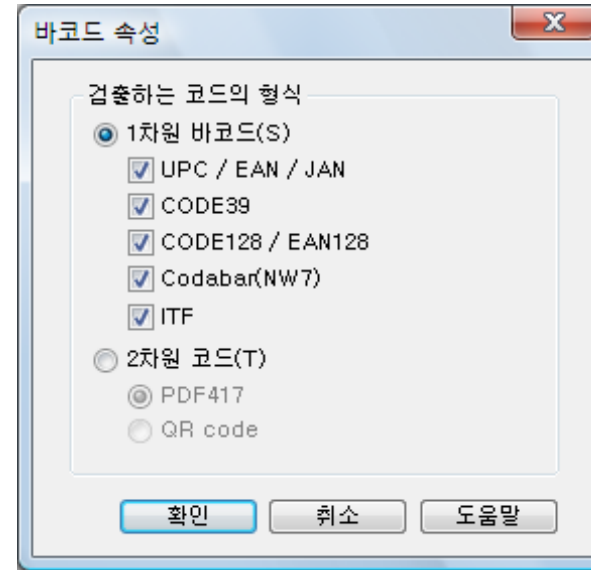 바코드 속성
검출하는 코드의 형식
1차원 바코드(S)
UPC / EAN / JAN
CODE39
CODE128 / EAN128
Codabar(NW7)
ITF
2차원 코드(T)
PDF417
QR code
확인 취소 도움말